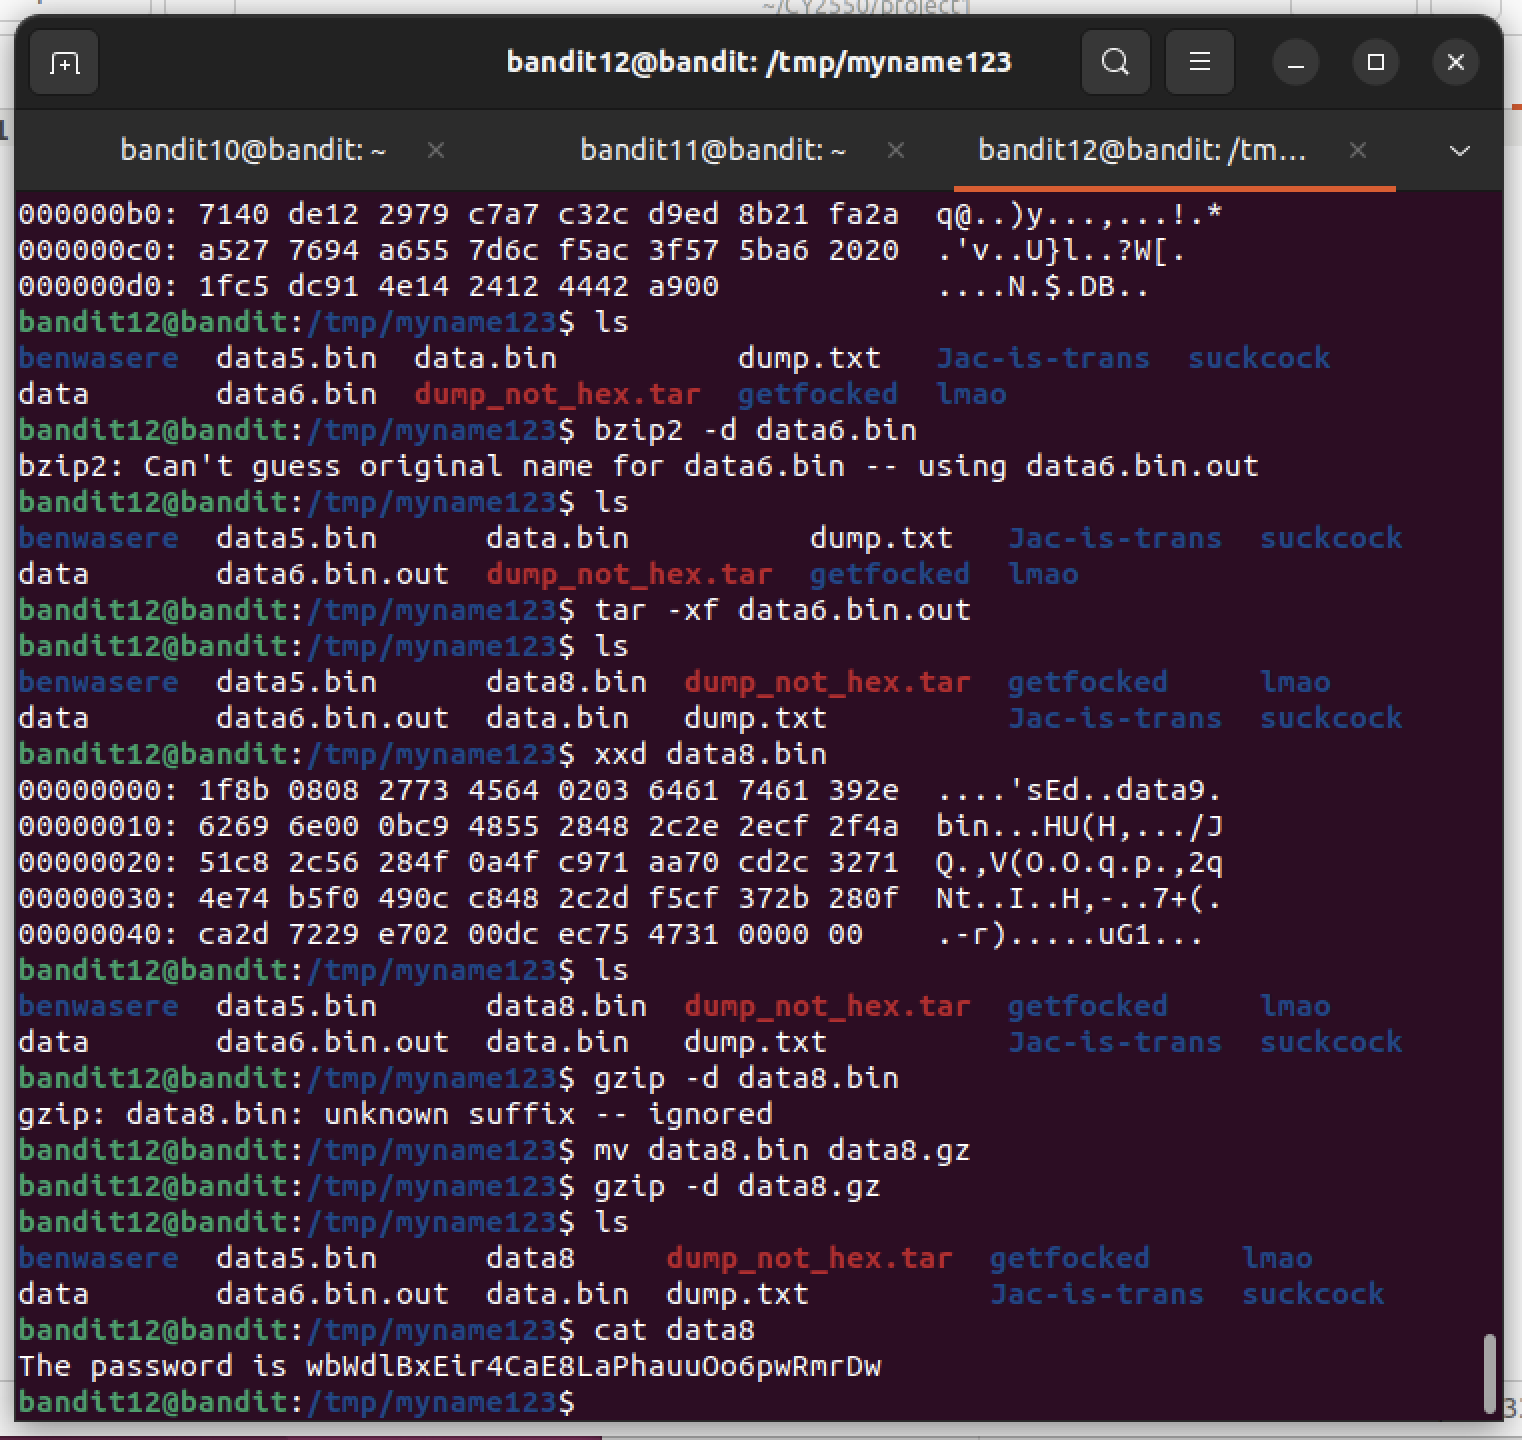 ~/CY2550/project1
bandit12@bandit: /tmp/myname123
bandit10@bandit: ~
bandit11@bandit: ~
bandit12@bandit: /tm...
000000b0: 7140 de12 2979 c7a7 c32c d9ed 8b21 fa2a  q@..)y...,...!.*
000000c0: a527 7694 a655 7d6c f5ac 3f57 5ba6 2020  .'v..U}l..?W[.
000000d0: 1fc5 dc91 4e14 2412 4442 a900            ....N.$.DB..
bandit12@bandit:/tmp/myname123$ ls
benwasere  data5.bin  data.bin          dump.txt   Jac-is-trans  suckcock
data       data6.bin  dump_not_hex.tar  getfocked  lmao
bandit12@bandit:/tmp/myname123$ bzip2 -d data6.bin
bzip2: Can't guess original name for data6.bin -- using data6.bin.out
bandit12@bandit:/tmp/myname123$ ls
benwasere  data5.bin      data.bin          dump.txt   Jac-is-trans  suckcock
data       data6.bin.out  dump_not_hex.tar  getfocked  lmao
bandit12@bandit:/tmp/myname123$ tar -xf data6.bin.out
bandit12@bandit:/tmp/myname123$ ls
benwasere  data5.bin      data8.bin  dump_not_hex.tar  getfocked     lmao
data       data6.bin.out  data.bin   dump.txt          Jac-is-trans  suckcock
bandit12@bandit:/tmp/myname123$ xxd data8.bin
00000000: 1f8b 0808 2773 4564 0203 6461 7461 392e  ....'sEd..data9.
00000010: 6269 6e00 0bc9 4855 2848 2c2e 2ecf 2f4a  bin...HU(H,.../J
00000020: 51c8 2c56 284f 0a4f c971 aa70 cd2c 3271  Q.,V(O.O.q.p.,2q
00000030: 4e74 b5f0 490c c848 2c2d f5cf 372b 280f  Nt..I..H,-..7+(.
00000040: ca2d 7229 e702 00dc ec75 4731 0000 00    .-r).....uG1...
bandit12@bandit:/tmp/myname123$ ls
benwasere  data5.bin      data8.bin  dump_not_hex.tar  getfocked     lmao
data       data6.bin.out  data.bin   dump.txt          Jac-is-trans  suckcock
bandit12@bandit:/tmp/myname123$ gzip -d data8.bin
gzip: data8.bin: unknown suffix -- ignored
bandit12@bandit:/tmp/myname123$ mv data8.bin data8.gz
bandit12@bandit:/tmp/myname123$ gzip -d data8.gz
bandit12@bandit:/tmp/myname123$ ls
benwasere  data5.bin      data8     dump_not_hex.tar  getfocked     lmao
data       data6.bin.out  data.bin  dump.txt          Jac-is-trans  suckcock
bandit12@bandit:/tmp/myname123$ cat data8
The password is wbWdlBxEir4CaE8LaPhauuOo6pwRmrDw
bandit12@bandit:/tmp/myname123$